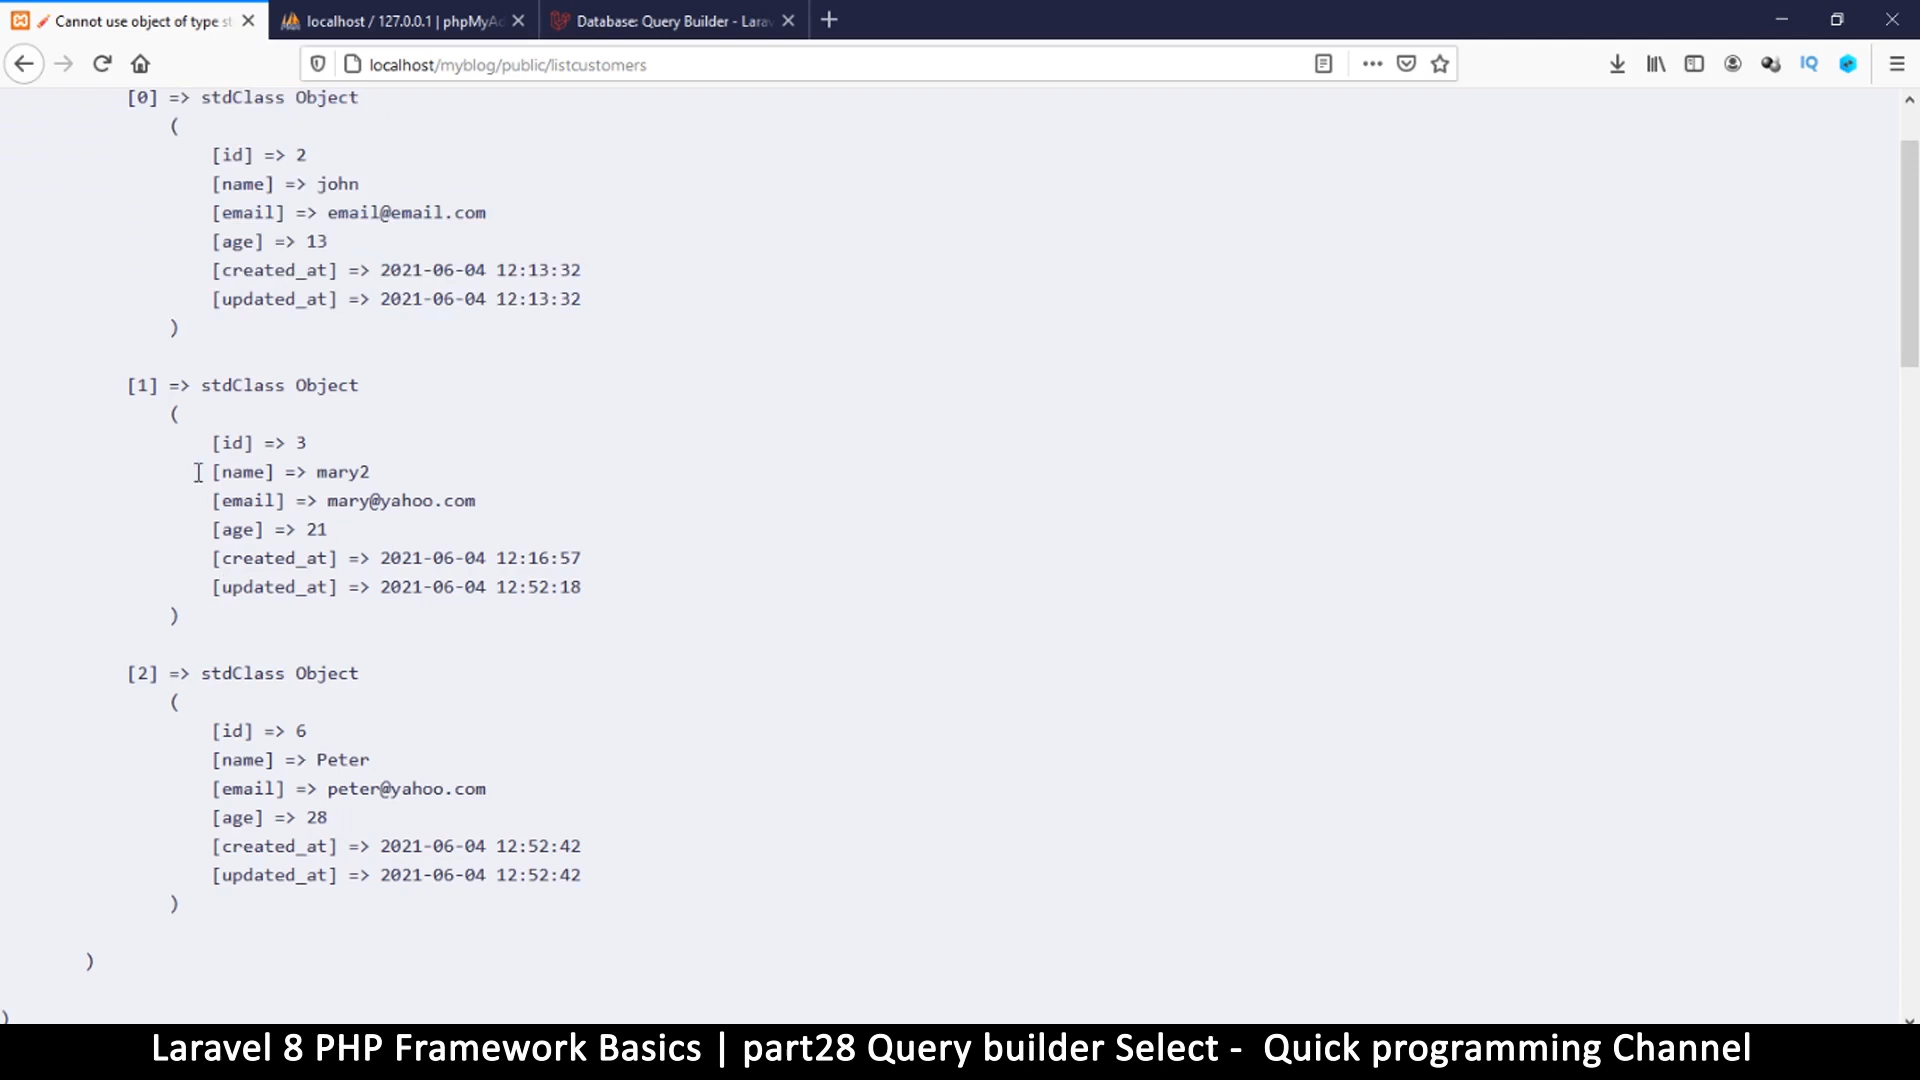 Cannot use object of type st
localhost / 127.0.0.1 | phpMyAd
Database: Query Builder - Larav
localhost/myblog/public/listcustomers
IQ
[0] => stdClass Object
(
[id] => 2
[name] => john
[email] => email@email.com
[age] => 13
[created_at] => 2021-06-04 12:13:32
[updated_at] => 2021-06-04 12:13:32
)
[1] => stdClass Object
(
[id] => 3
[name] => mary2
[email] => mary@yahoo.com
[age] => 21
[created_at] => 2021-06-04 12:16:57
[updated_at] => 2021-06-04 12:52:18
)
[2] => stdClass Object
(
[id] => 6
[name] => Peter
[email] => peter@yahoo.com
[age] => 28
[created_at] => 2021-06-04 12:52:42
[updated_at] => 2021-06-04 12:52:42
)
)
)
Laravel 8 PHP Framework Basics | part28 Query builder Select - Quick programming Channel